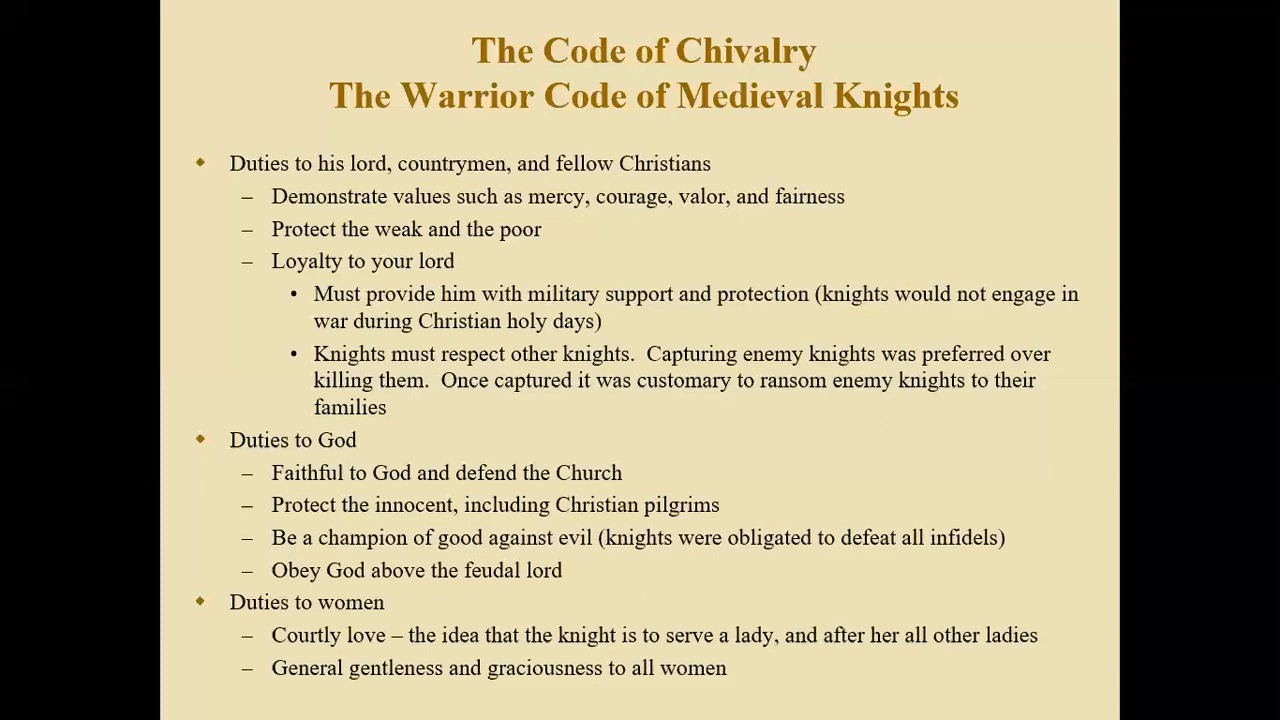 The Code of Chivalry
The Warrior Code of Medieval Knights
Duties to his lord, countrymen, and fellow Christians
– Demonstrate values such as mercy, courage, valor, and fairness
– Protect the weak and the poor
– Loyalty to your lord
• Must provide him with military support and protection (knights would not engage in
war during Christian holy days)
• Knights must respect other knights.  Capturing enemy knights was preferred over
killing them.  Once captured it was customary to ransom enemy knights to their
families
Duties to God
– Faithful to God and defend the Church
– Protect the innocent, including Christian pilgrims
– Be a champion of good against evil (knights were obligated to defeat all infidels)
– Obey God above the feudal lord
Duties to women
– Courtly love – the idea that the knight is to serve a lady, and after her all other ladies
– General gentleness and graciousness to all women